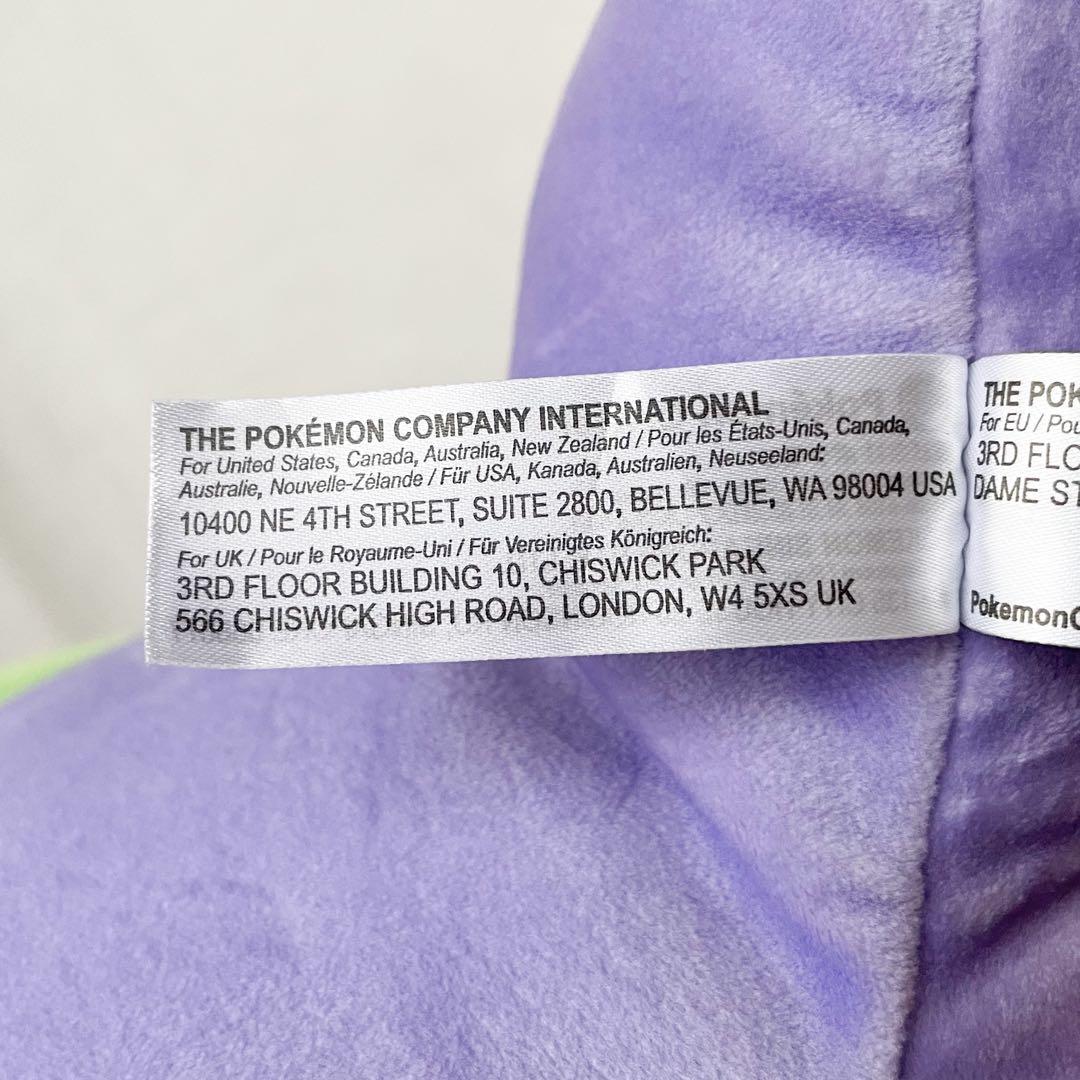 THE POKÉMON COMPANY INTERNATIONAL
For United States, Canada, Australia, New Zealand / Pour les États-Unis, Canada,
Australie, Nouvelle-Zélande / Für USA, Kanada, Australien, Neuseeland:
10400 NE 4TH STREET, SUITE 2800, BELLEVUE, WA 98004 USA
For UK / Pour le Royaume-Uni / Für Vereinigtes Königreich:
3RD FLOOR BUILDING 10, CHISWICK PARK
566 CHISWICK HIGH ROAD, LONDON, W4 5XS UK
THE POK
For EU / Pou
3RD FLO
DAME ST
PokemonC